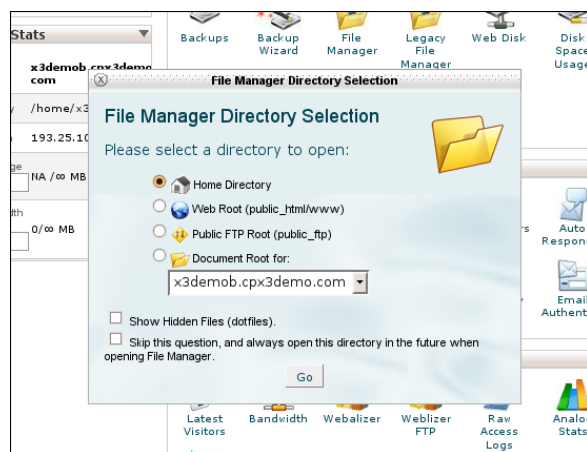 Stats
Backups
Backup
Wizard
File
Manager
Legacy
File
Manager
Web Disk
Disk
Space
Usage
x3demob.cpx3demo
com
/home/x3
193.25.10
NA /∞ MB
0/∞ MB
File Manager Directory Selection
File Manager Directory Selection
Please select a directory to open:
Home Directory
Web Root (public_html/www)
Public FTP Root (public_ftp)
Document Root for:
x3demob.cpx3demo.com
Show Hidden Files (dotfiles).
Skip this question, and always open this directory in the future when
opening File Manager.
Go
Auto
Respon
Email
Authent
Latest
Visitors
Bandwidth
Webalizer
Weblizer
FTP
Raw
Access
Logs
Analog
Stats